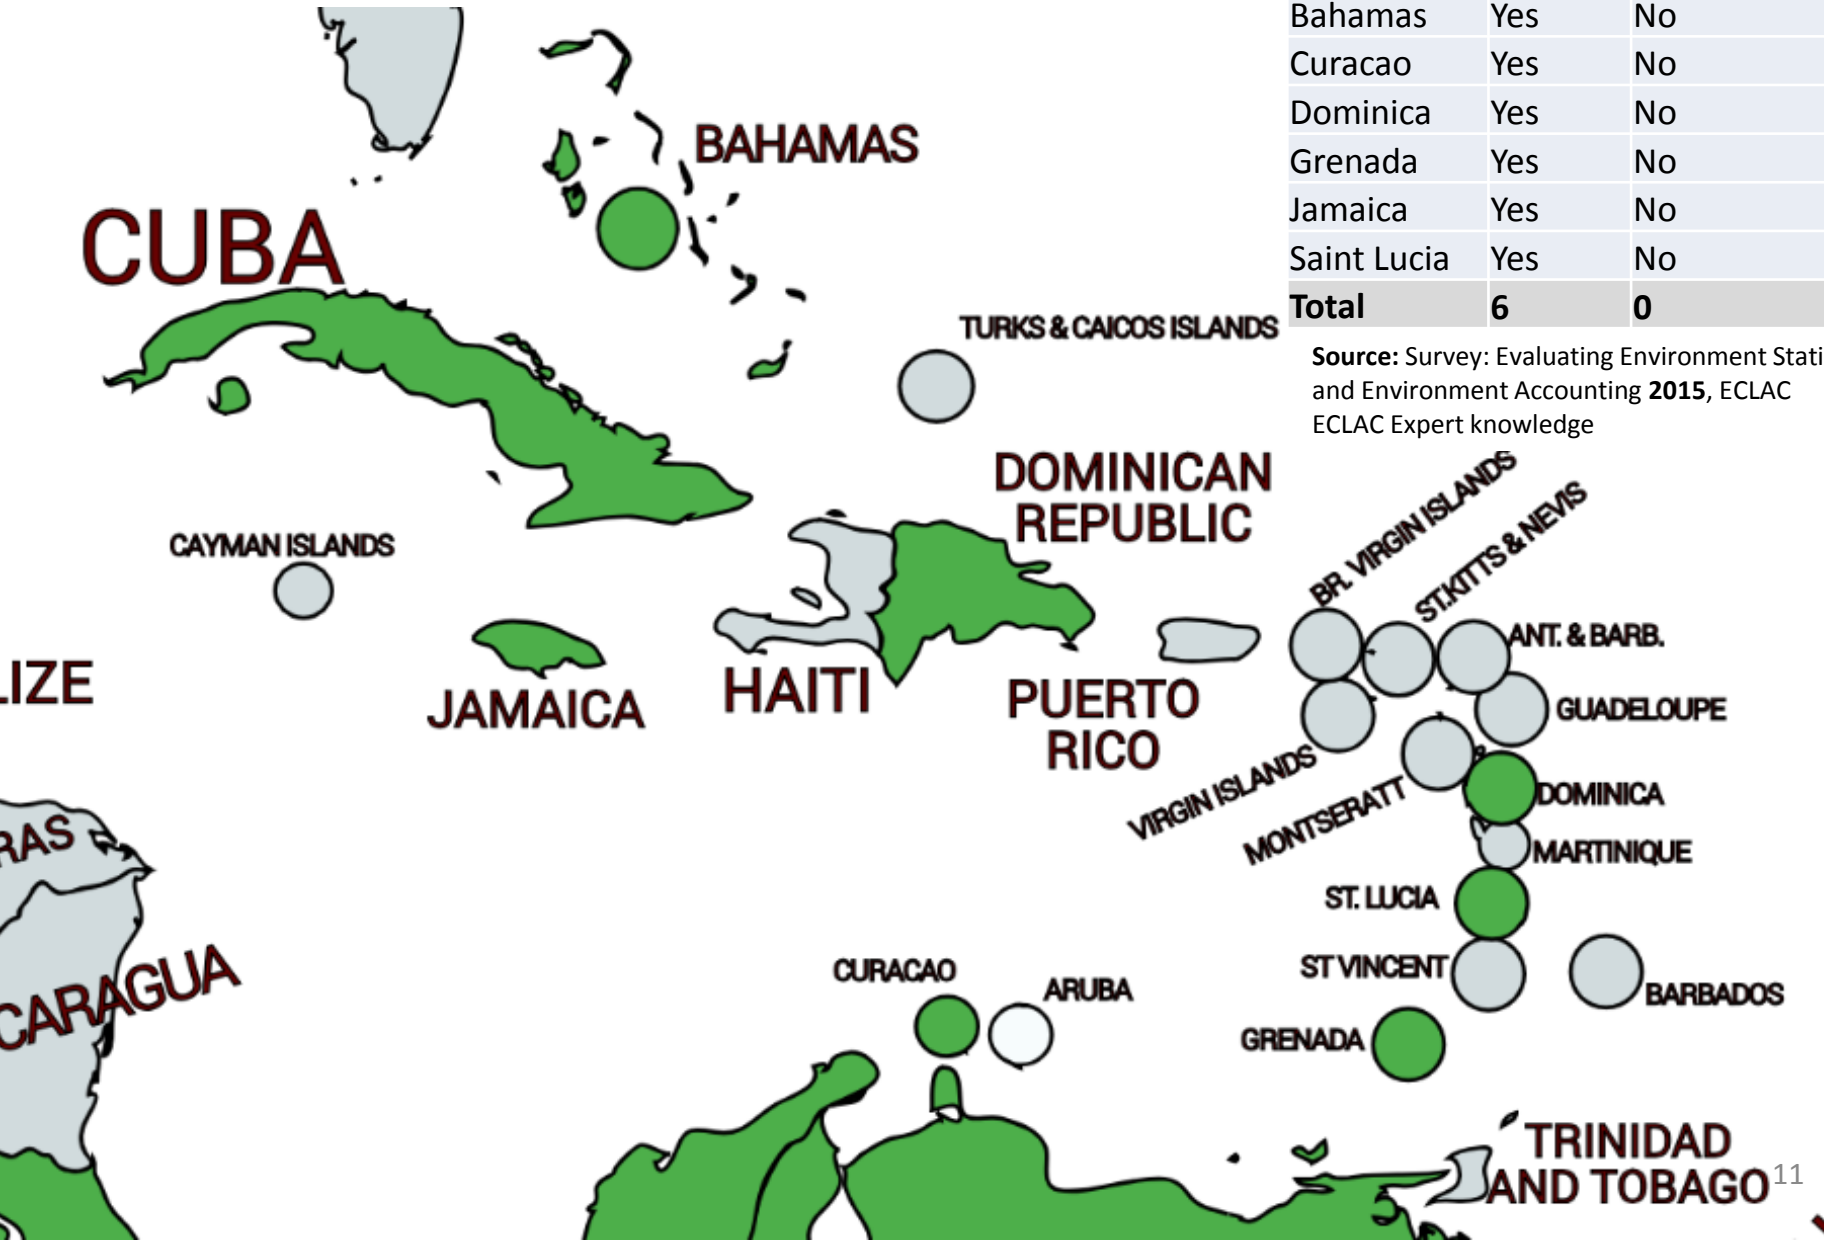 Bahamas Yes No
Curacao Yes No
Dominica Yes No
Grenada Yes No
Jamaica Yes No
Saint Lucia Yes No
Total 6 0
Source: Survey: Evaluating Environment Stati
and Environment Accounting 2015, ECLAC
ECLAC Expert knowledge
BAHAMAS
CUBA
TURKS & CAICOS ISLANDS
DOMINICAN
REPUBLIC
CAYMAN ISLANDS
BR. VIRGIN ISLANDS
ST.KITTS & NEVIS
ANT. & BARB.
LIZE
JAMAICA
HAITI
PUERTO
RICO
GUADELOUPE
VIRGIN ISLANDS
MONTSERATT
DOMINICA
MARTINIQUE
RAS
ST. LUCIA
ST VINCENT
BARBADOS
CARAGUA
CURACAO
ARUBA
GRENADA
TRINIDAD
AND TOBAGO
11